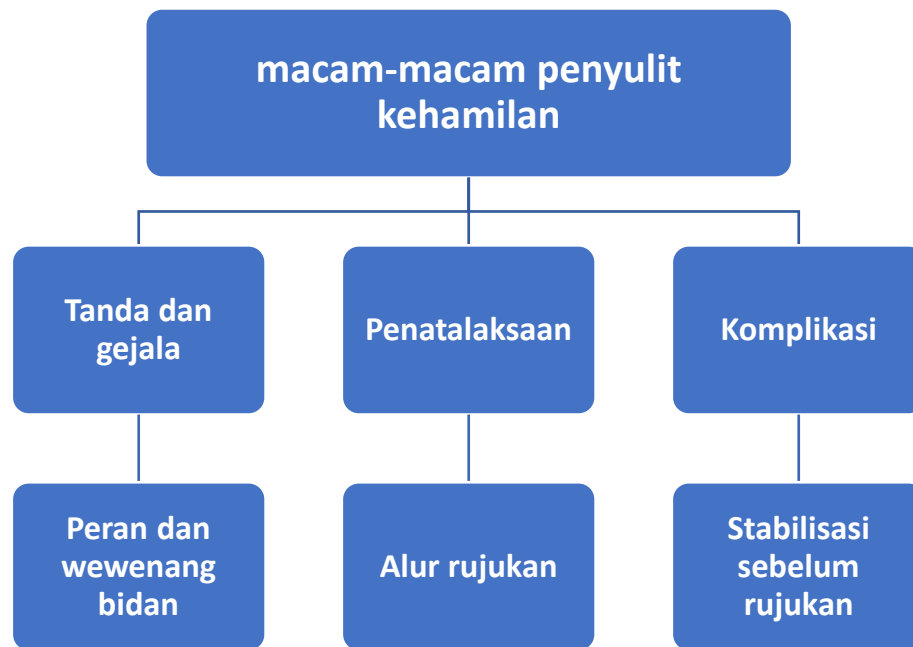 macam-macam penyulit
kehamilan
Tanda dan
gejala
Penatalaksaan
Komplikasi
Peran dan
wewenang
bidan
Alur rujukan
Stabilisasi
sebelum
rujukan